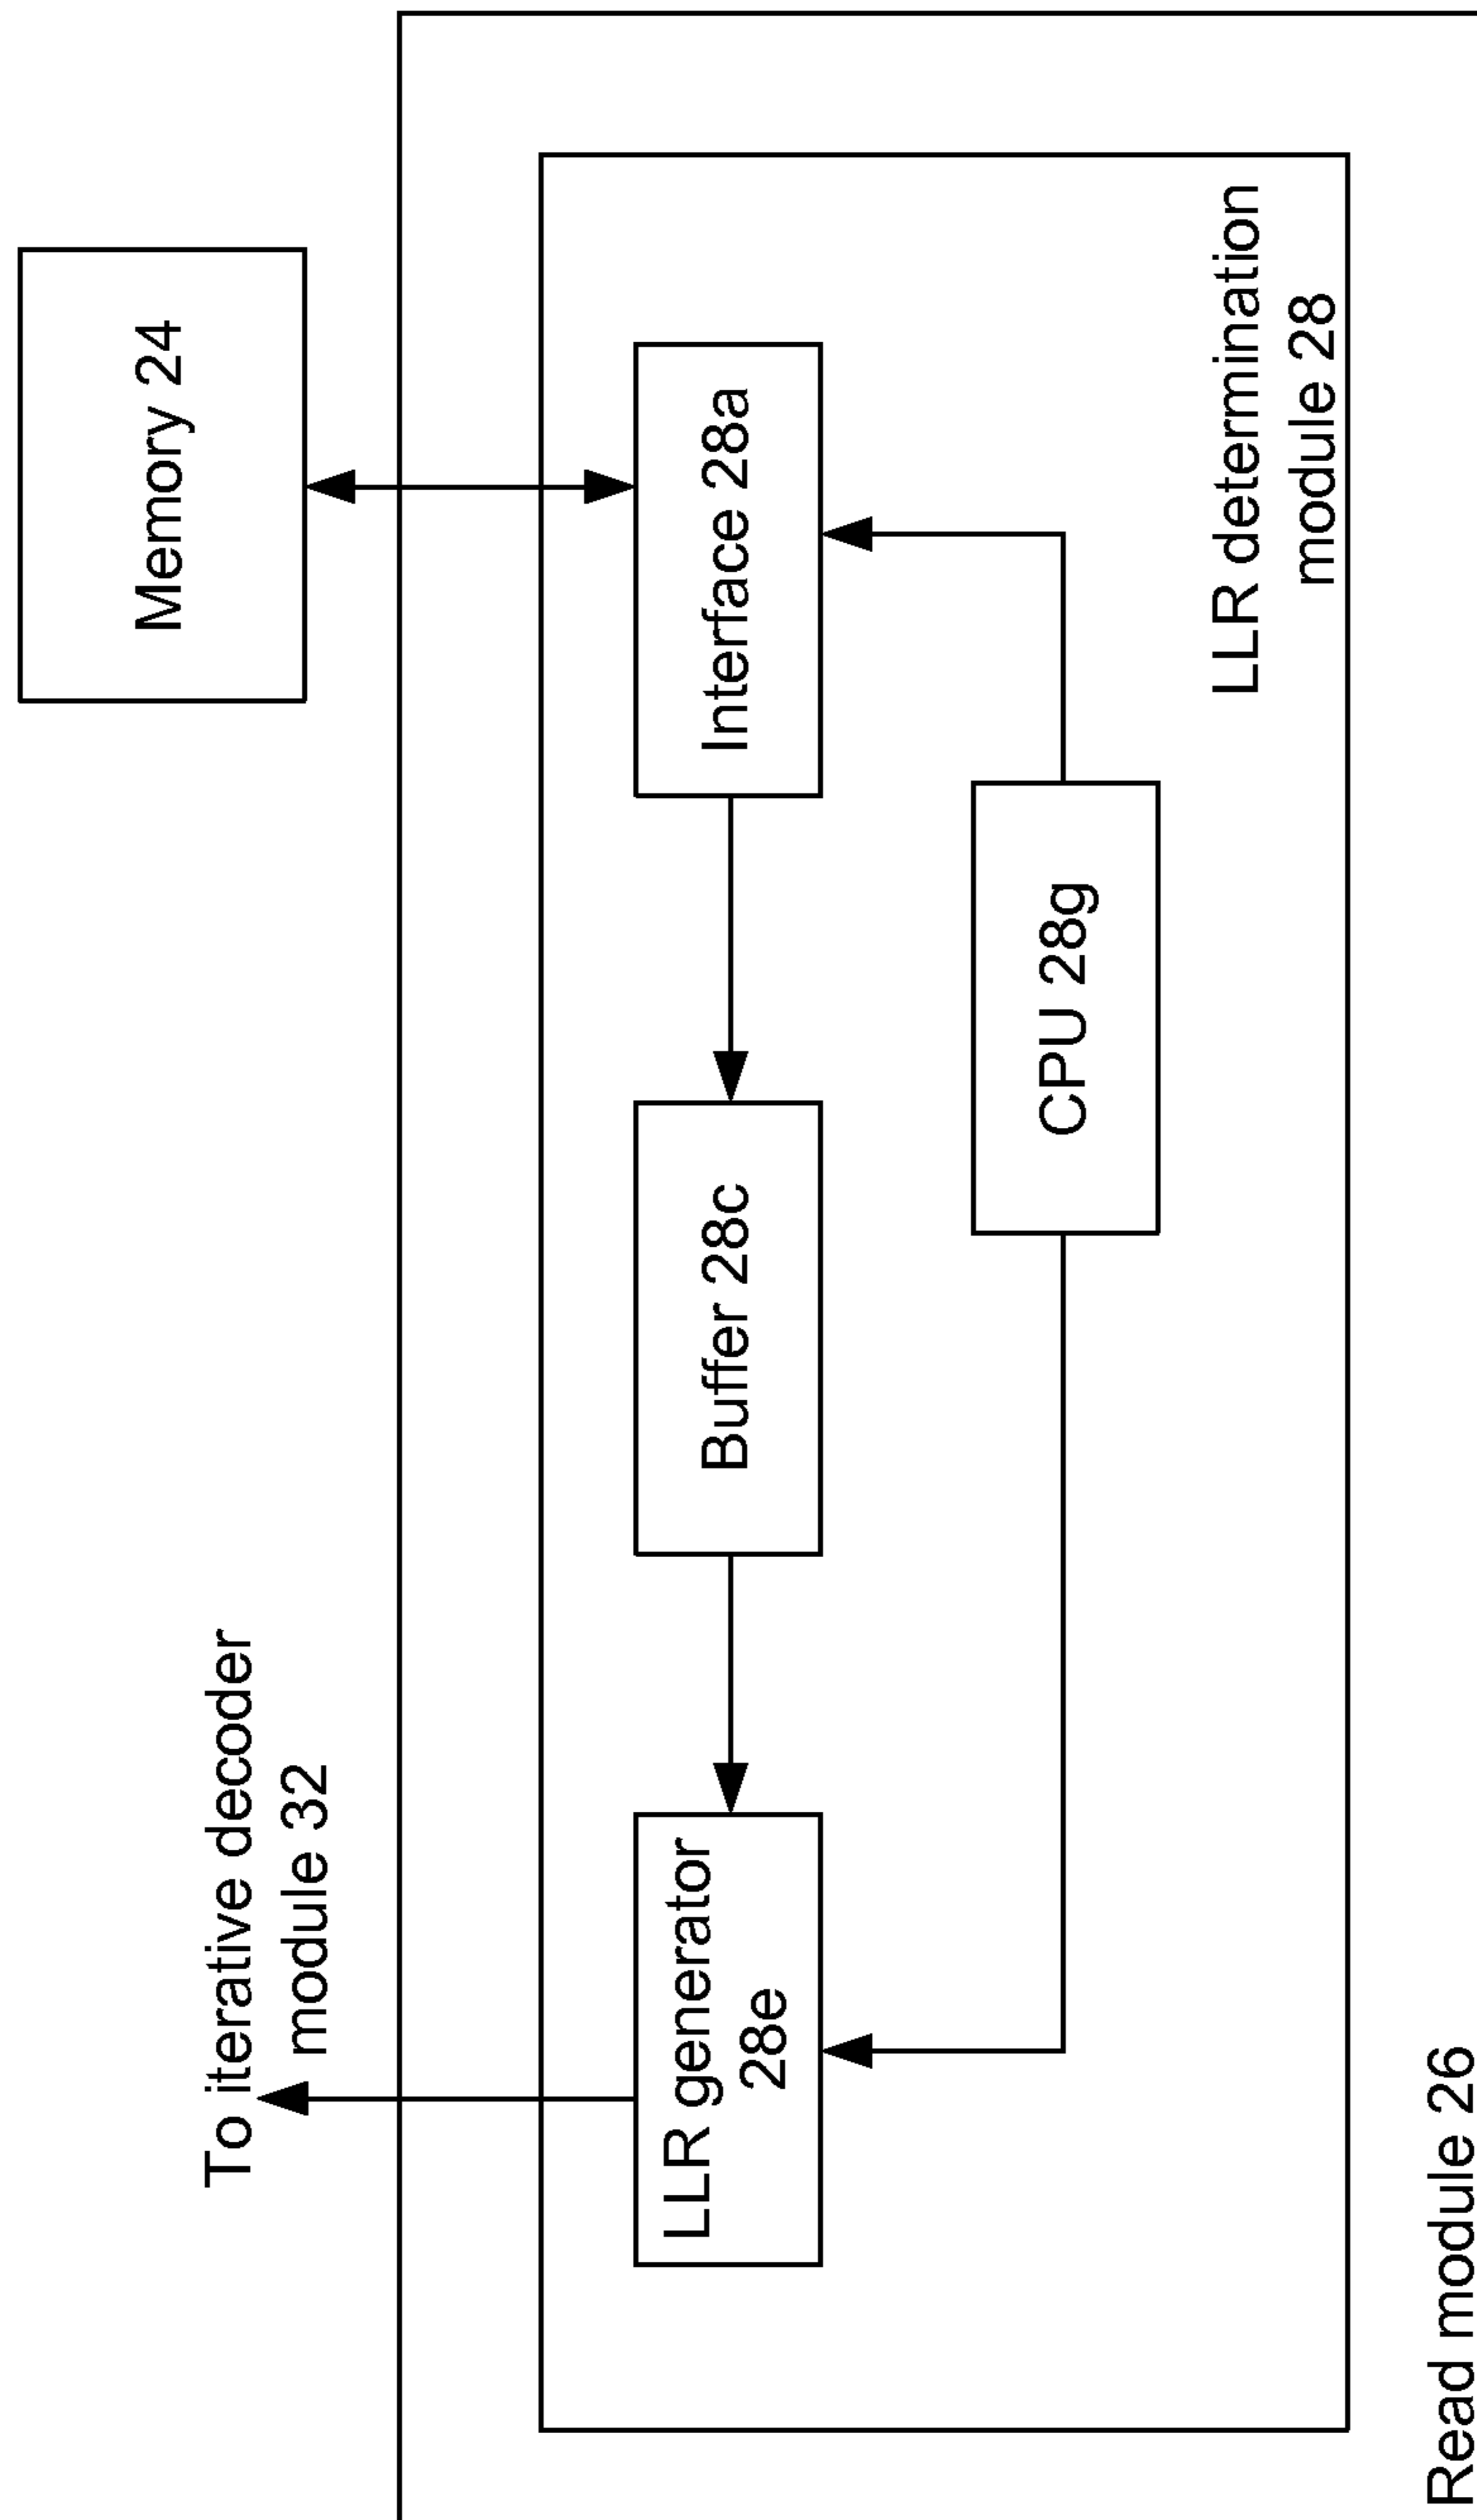 To iterative decoder
module 32
Memory 24
LLR generator
28e
Buffer 28c
Interface 28a
CPU 28g
LLR determination
module 28
Read module 26